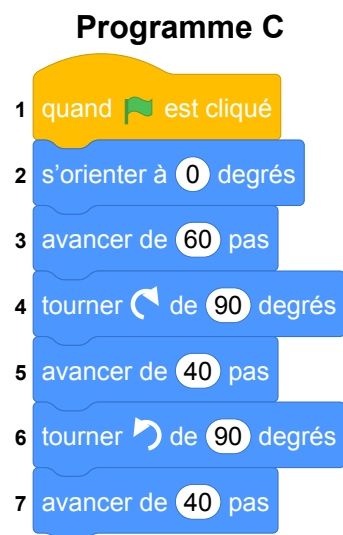 Programme C
1 quand est cliqué
2 s'orienter à 0 degrés
3 avancer de 60 pas
4 tourner de 90 degrés
5 avancer de 40 pas
6 tourner de 90 degrés
7 avancer de 40 pas